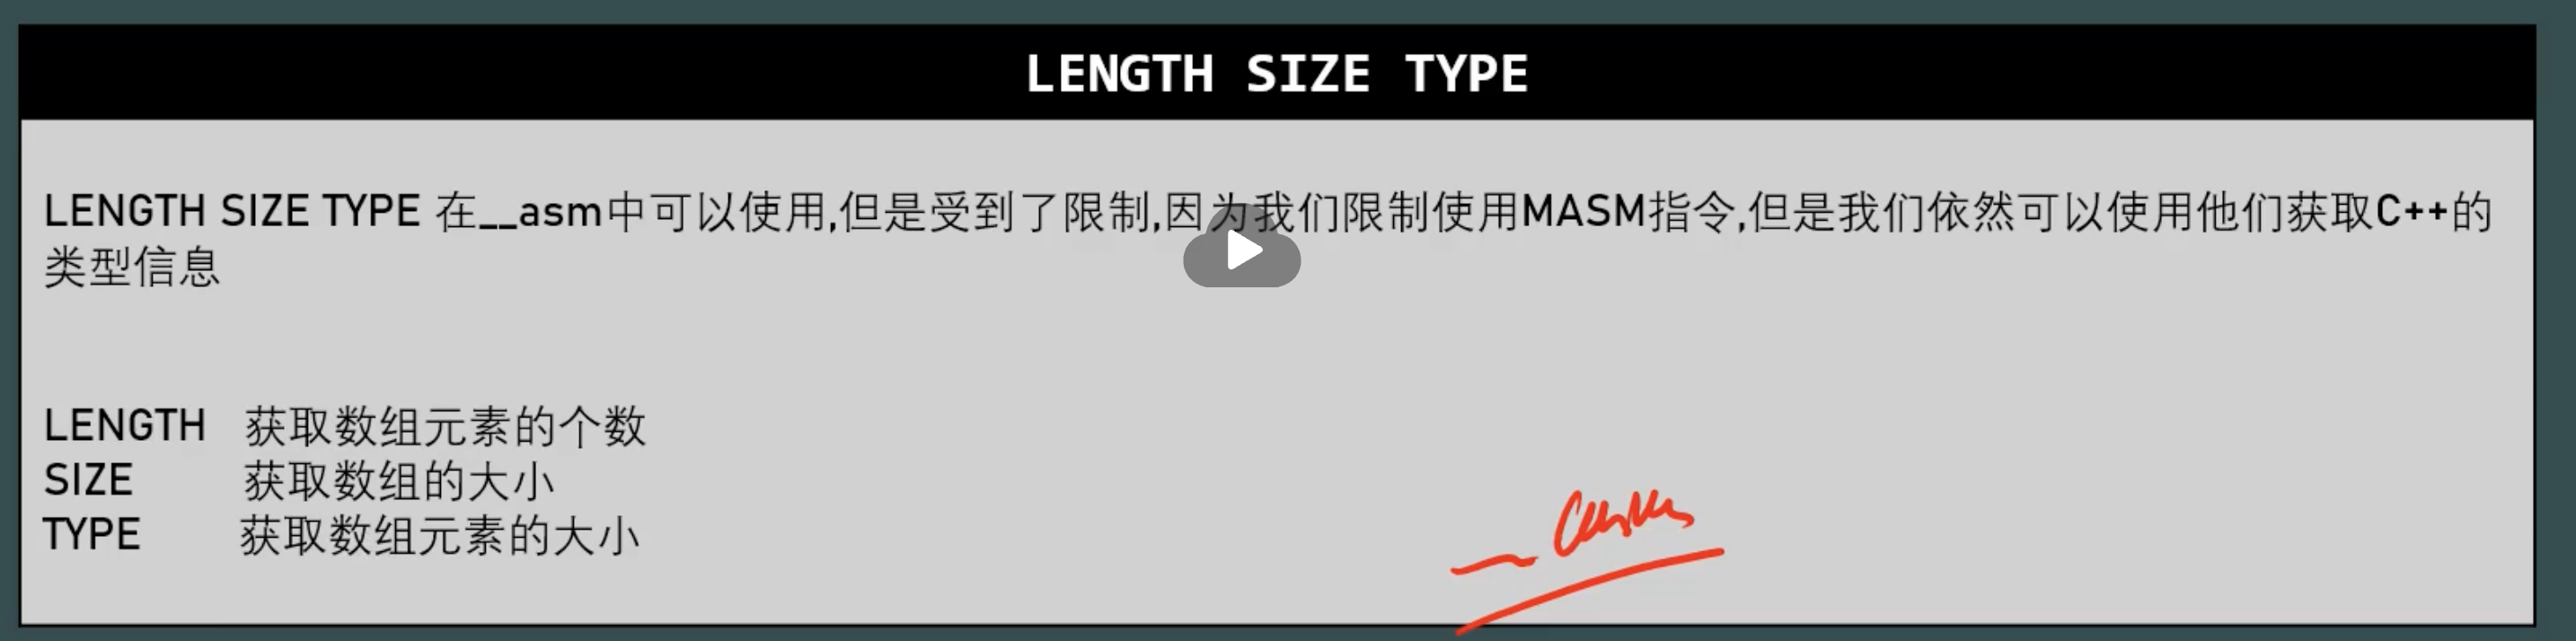 LENGTH SIZE TYPE
LENGTH SIZE TYPE 在__asm中可以使用,但是受到了限制,因为我们限制使用MASM指令,但是我们依然可以使用他们获取C++的
类型信息
LENGTH 获取数组元素的个数
SIZE 获取数组的大小
TYPE 获取数组元素的大小
__asm